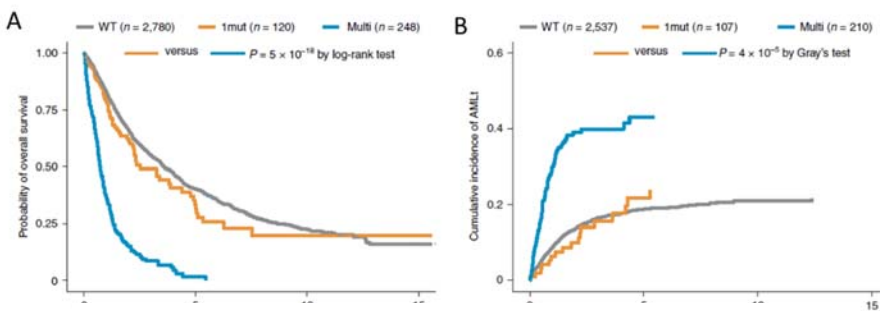 A
WT (n = 2,780) 1mut (n = 120) Multi (n = 248)
versus P = 5 × 10⁻¹⁸ by log-rank test
Probability of overall survival
1.00
0.75
0.50
0.25
0
0 5 10 15
B
WT (n = 2,537) 1mut (n = 107) Multi (n = 210)
versus P = 4 × 10⁻⁵ by Gray's test
Cumulative incidence of AMLt
0.6
0.4
0.2
0
0 5 10 15